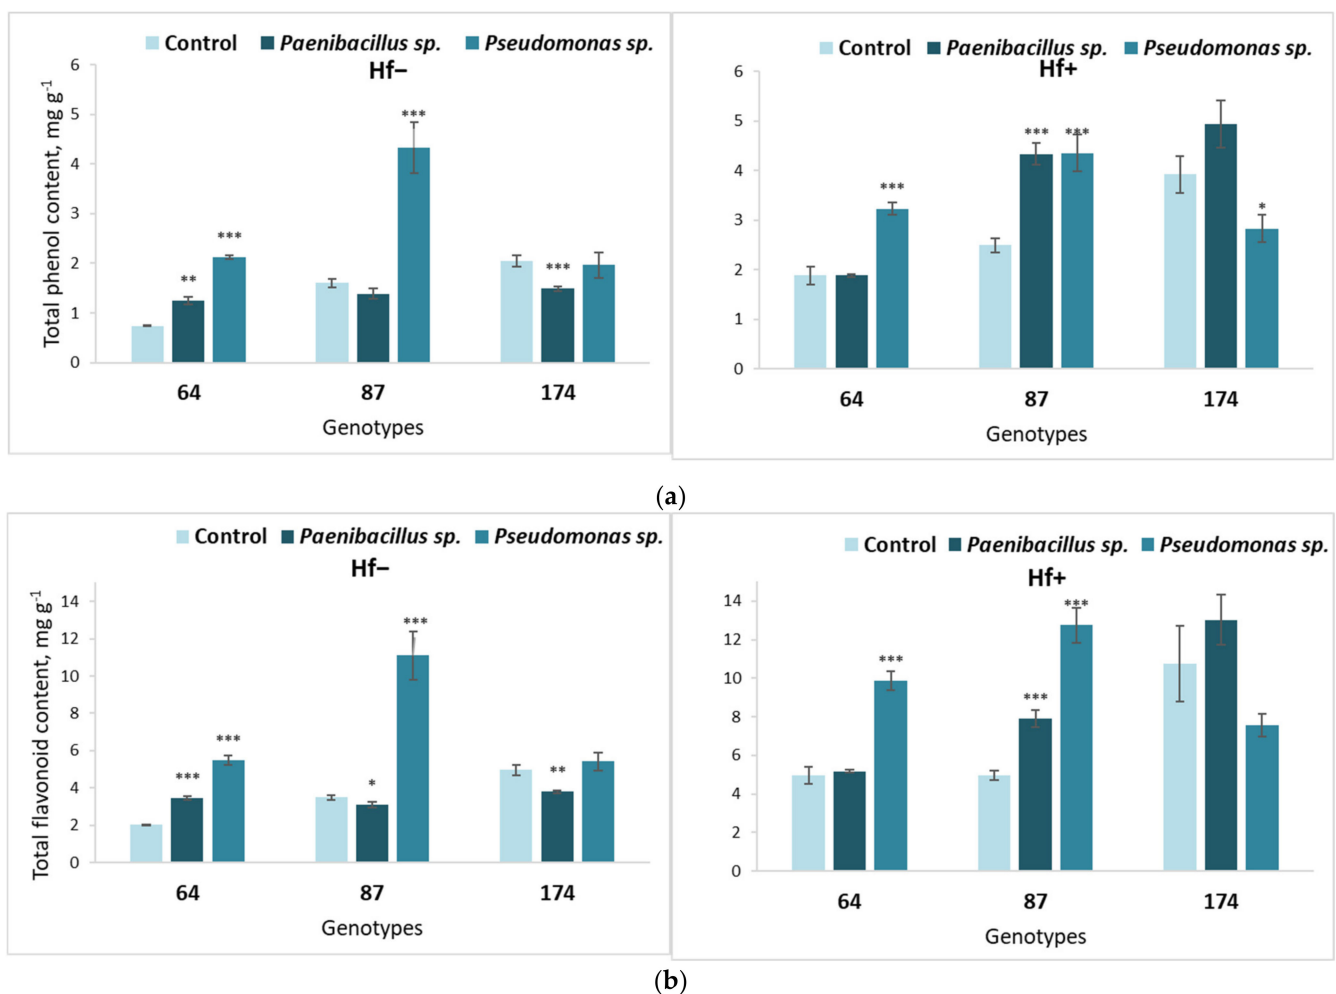 Control Paenibacillus sp. Pseudomonas sp.
Hf−
Total phenol content, mg g-1
6
5
4
3
2
1
0
***
**
***
***
64 87 174
Genotypes
Control Paenibacillus sp. Pseudomonas sp.
Hf+
6
5
4
3
2
1
0
***
*** ***
*
64 87 174
Genotypes
(a)
Control Paenibacillus sp. Pseudomonas sp.
Hf−
Total flavonoid content, mg g-1
14
12
10
8
6
4
2
0
***
***
***
*
**
64 87 174
Genotypes
Control Paenibacillus sp. Pseudomonas sp.
Hf+
14
12
10
8
6
4
2
0
***
***
***
64 87 174
Genotypes
(b)